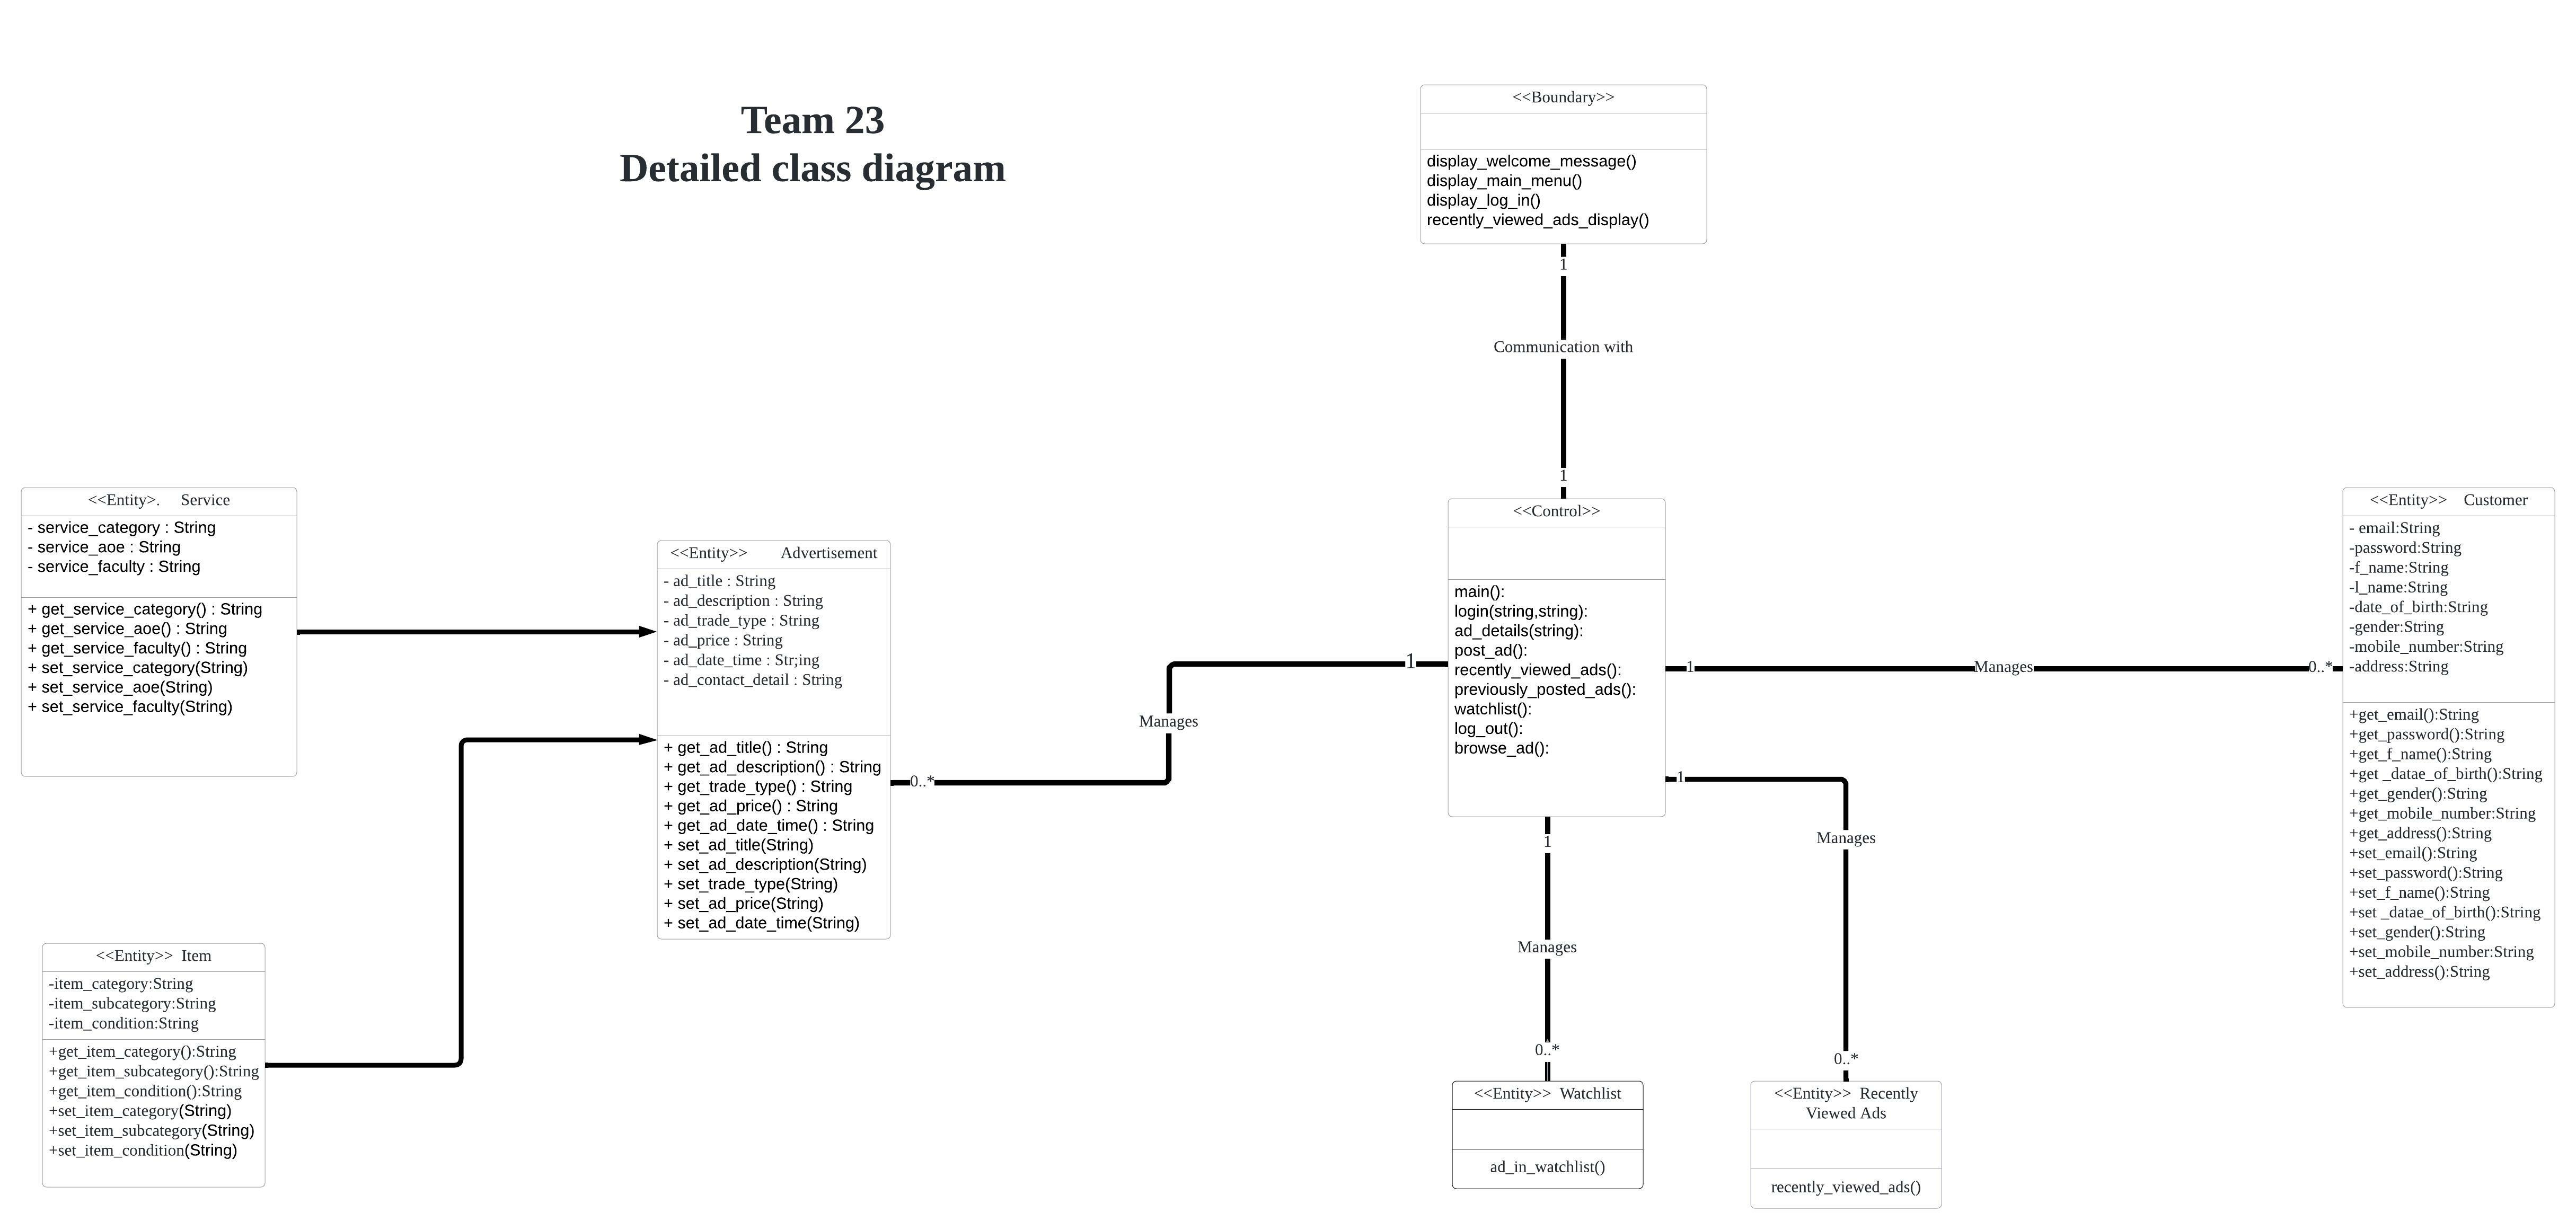 Team 23
Detailed class diagram
<<Boundary>>
display_welcome_message()
display_main_menu()
display_log_in()
recently_viewed_ads_display()
1
Communication with
1
<<Entity>.     Service
- service_category : String
- service_aoe : String
- service_faculty : String
+ get_service_category() : String
+ get_service_aoe() : String
+ get_service_faculty() : String
+ set_service_category(String)
+ set_service_aoe(String)
+ set_service_faculty(String)
<<Entity>>        Advertisement
- ad_title : String
- ad_description : String
- ad_trade_type : String
- ad_price : String
- ad_date_time : Str;ing
- ad_contact_detail : String
+ get_ad_title() : String
+ get_ad_description() : String
+ get_trade_type() : String
+ get_ad_price() : String
+ get_ad_date_time() : String
+ set_ad_title(String)
+ set_ad_description(String)
+ set_trade_type(String)
+ set_ad_price(String)
+ set_ad_date_time(String)
1
Manages
0..*
<<Control>>
main():
login(string,string):
ad_details(string):
post_ad():
recently_viewed_ads():
previously_posted_ads():
watchlist():
log_out():
browse_ad():
1
Manages
0..*
<<Entity>>    Customer
- email:String
-password:String
-f_name:String
-l_name:String
-date_of_birth:String
-gender:String
-mobile_number:String
-address:String
+get_email():String
+get_password():String
+get_f_name():String
+get _datae_of_birth():String
+get_gender():String
+get_mobile_number:String
+get_address():String
+set_email():String
+set_password():String
+set_f_name():String
+set _datae_of_birth():String
+set_gender():String
+set_mobile_number:String
+set_address():String
1
Manages
0..*
1
Manages
0..*
<<Entity>>  Item
-item_category:String
-item_subcategory:String
-item_condition:String
+get_item_category():String
+get_item_subcategory():String
+get_item_condition():String
+set_item_category(String)
+set_item_subcategory(String)
+set_item_condition(String)
<<Entity>>  Watchlist
ad_in_watchlist()
<<Entity>>  Recently
Viewed Ads
recently_viewed_ads()